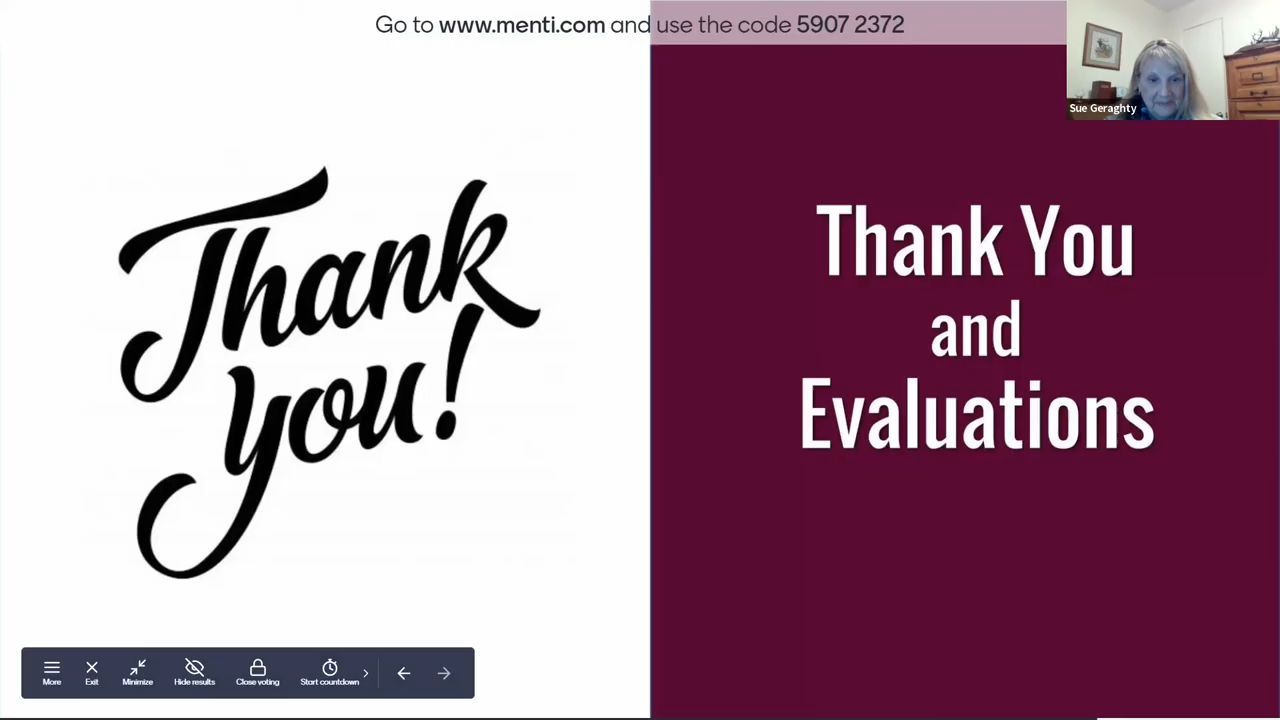 Go to www.menti.com and use the code 5907 2372
Sue Geraghty
Thank
you!
Thank You
and
Evaluations
More
Exit
Minimize
Hide results
Close voting
Start countdown